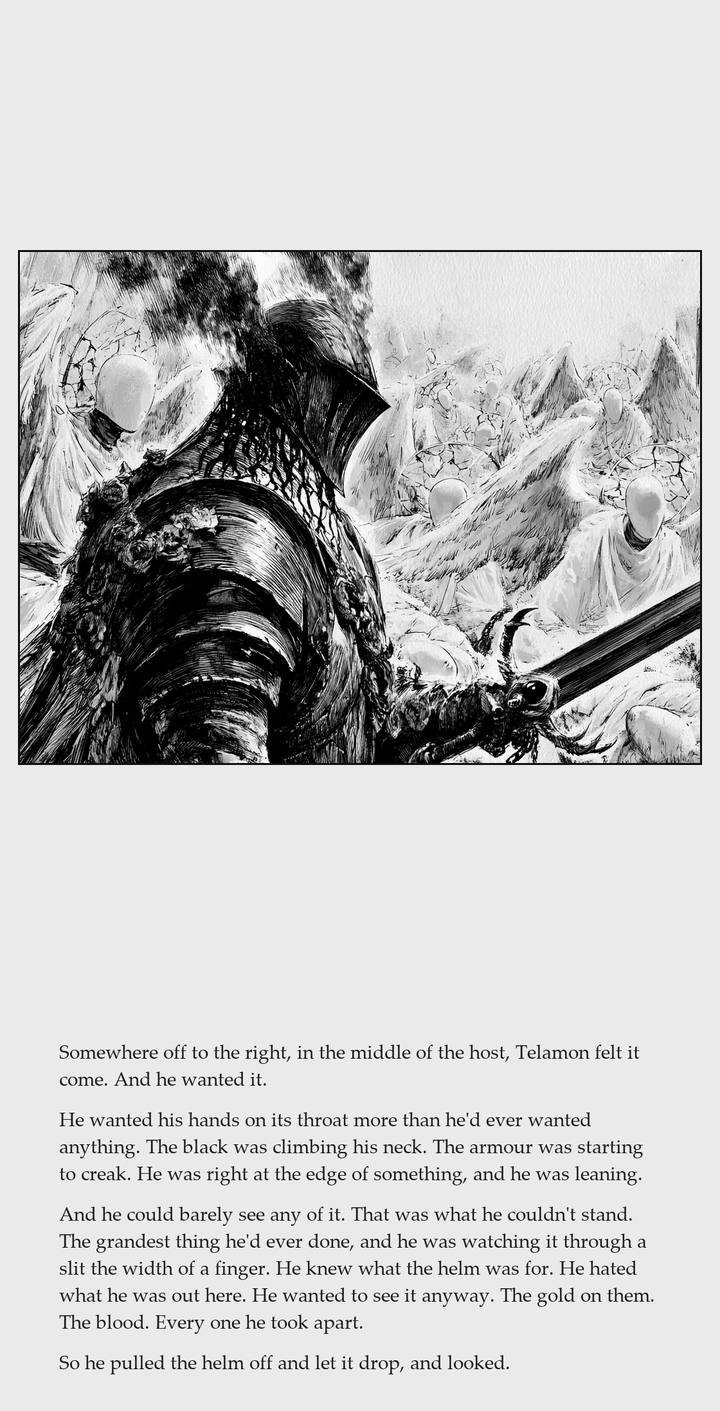 Somewhere off to the right, in the middle of the host, Telamon felt it
come. And he wanted it.
He wanted his hands on its throat more than he'd ever wanted
anything. The black was climbing his neck. The armour was starting
to creak. He was right at the edge of something, and he was leaning.
And he could barely see any of it. That was what he couldn't stand.
The grandest thing he'd ever done, and he was watching it through a
slit the width of a finger. He knew what the helm was for. He hated
what he was out here. He wanted to see it anyway. The gold on them.
The blood. Every one he took apart.
So he pulled the helm off and let it drop, and looked.